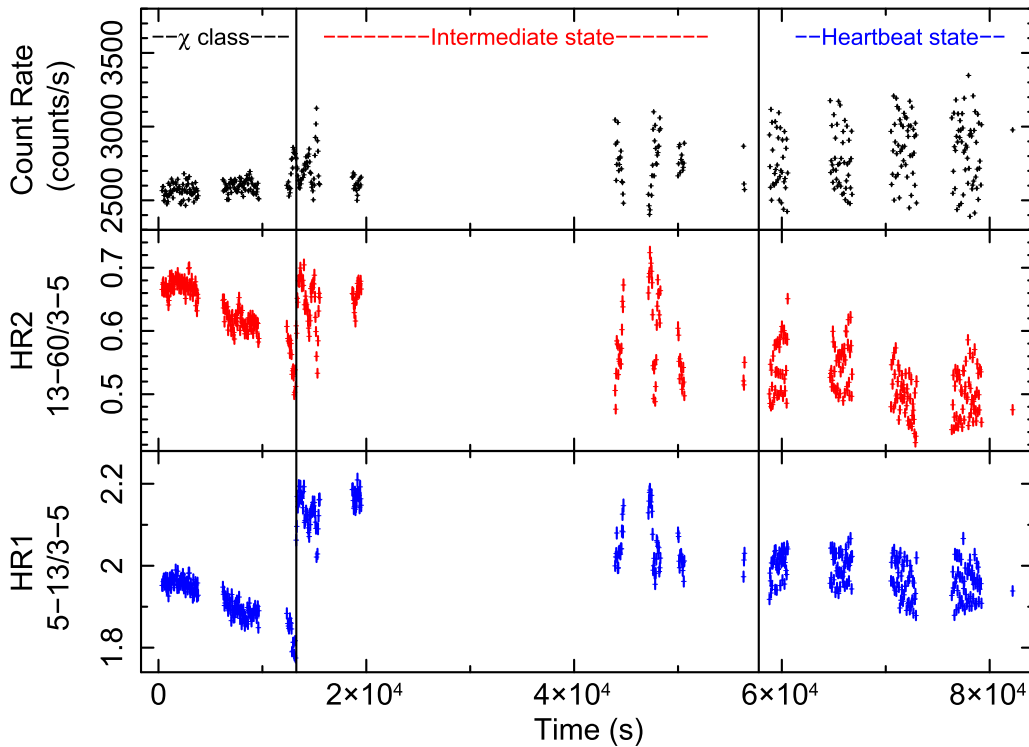 −−χ class−−−
−−−−−−−−−Intermediate state−−−−−−−−
−−Heartbeat state−−
Count Rate
(counts/s)
3500
3000
2500
HR2
13−60/3−5
0.7
0.6
0.5
HR1
5−13/3−5
2.2
2
1.8
0
2×10⁴
4×10⁴
6×10⁴
8×10⁴
Time (s)